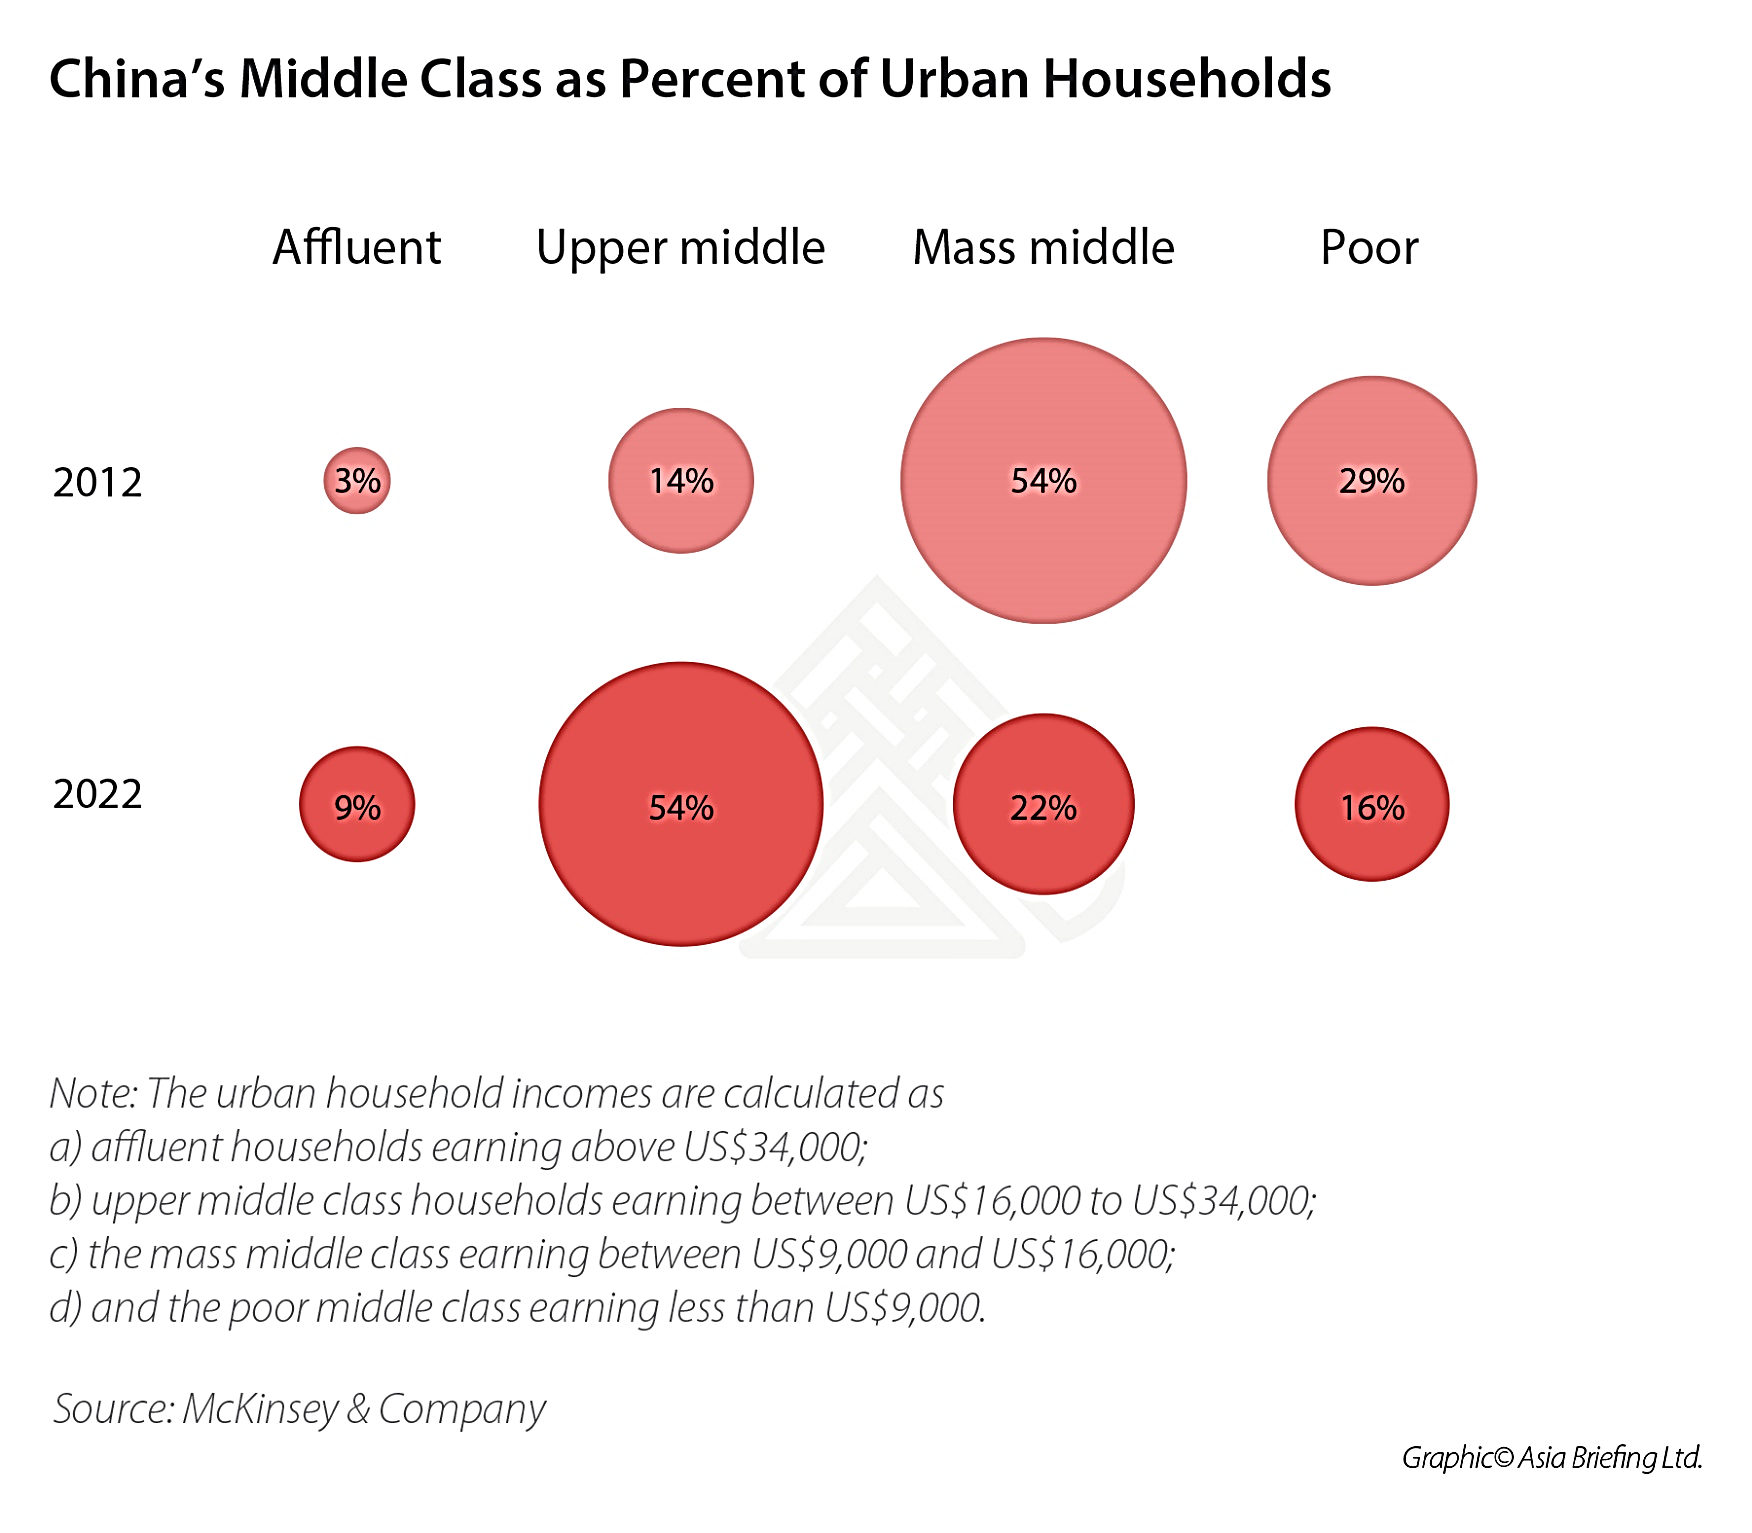 China’s Middle Class as Percent of Urban Households
Affluent Upper middle Mass middle Poor
2012 3% 14% 54% 29%
2022 9% 54% 22% 16%
Note: The urban household incomes are calculated as
a) affluent households earning above US$34,000;
b) upper middle class households earning between US$16,000 to US$34,000;
c) the mass middle class earning between US$9,000 and US$16,000;
d) and the poor middle class earning less than US$9,000.
Source: McKinsey & Company
Graphic© Asia Briefing Ltd.